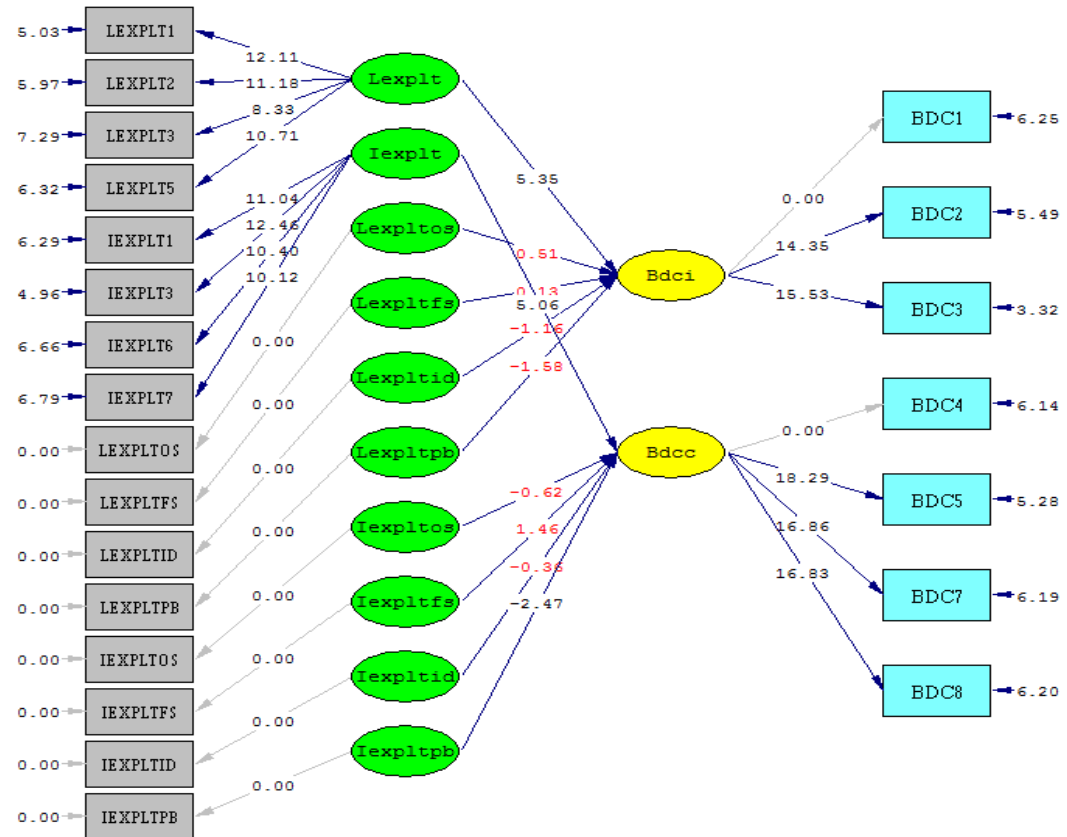 5.03 LEXPLT1
5.97 LEXPLT2
7.29 LEXPLT3
6.32 LEXPLT5
6.29 IEXPLT1
4.96 IEXPLT3
6.66 IEXPLT6
6.79 IEXPLT7
0.00 LEXPLTOS
0.00 LEXPLTFS
0.00 LEXPLTID
0.00 LEXPLTPB
0.00 IEXPLTOS
0.00 IEXPLTFS
0.00 IEXPLTID
0.00 IEXPLTPB
12.11
11.18
8.33
10.71
11.04
12.46
10.40
10.12
0.00
0.00
0.00
0.00
0.00
0.00
0.00
0.00
Lexplt
Iexplt
Lexpltos
Lexpltfs
Lexpltid
Lexpltpb
Iexpltos
Iexpltfs
Iexpltid
Iexpltpb
5.35
0.51
0.13
5.06
-1.16
-1.58
-0.62
1.46
-0.36
-2.47
Bdci
Bdcc
0.00
14.35
15.53
0.00
18.29
16.86
16.83
BDC1 6.25
BDC2 5.49
BDC3 3.32
BDC4 6.14
BDC5 5.28
BDC7 6.19
BDC8 6.20